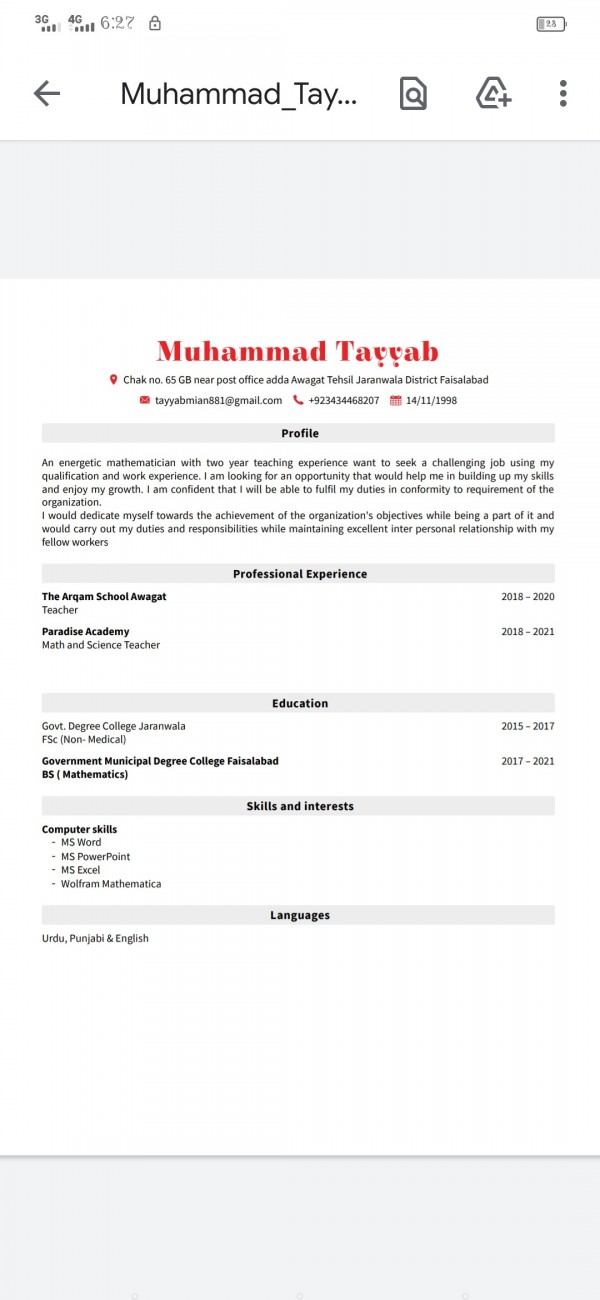 3G 4G 6:27 28
Muhammad_Tay...
Muhammad Tayyab
Chak no. 65 GB near post office adda Awagat Tehsil Jaranwala District Faisalabad
tayyabmian881@gmail.com +923434468207 14/11/1998
Profile
An energetic mathematician with two year teaching experience want to seek a challenging job using my
qualification and work experience. I am looking for an opportunity that would help me in building up my skills
and enjoy my growth. I am confident that I will be able to fulfil my duties in conformity to requirement of the
organization.
I would dedicate myself towards the achievement of the organization's objectives while being a part of it and
would carry out my duties and responsibilities while maintaining excellent inter personal relationship with my
fellow workers
Professional Experience
The Arqam School Awagat 2018 – 2020
Teacher
Paradise Academy 2018 – 2021
Math and Science Teacher
Education
Govt. Degree College Jaranwala 2015 – 2017
FSc (Non- Medical)
Government Municipal Degree College Faisalabad 2017 – 2021
BS ( Mathematics)
Skills and interests
Computer skills
- MS Word
- MS PowerPoint
- MS Excel
- Wolfram Mathematica
Languages
Urdu, Punjabi & English